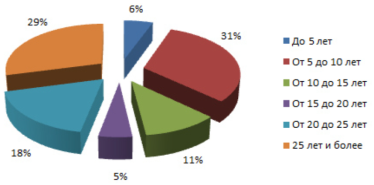 6%
31%
11%
5%
18%
29%
До 5 лет
От 5 до 10 лет
От 10 до 15 лет
От 15 до 20 лет
От 20 до 25 лет
25 лет и более